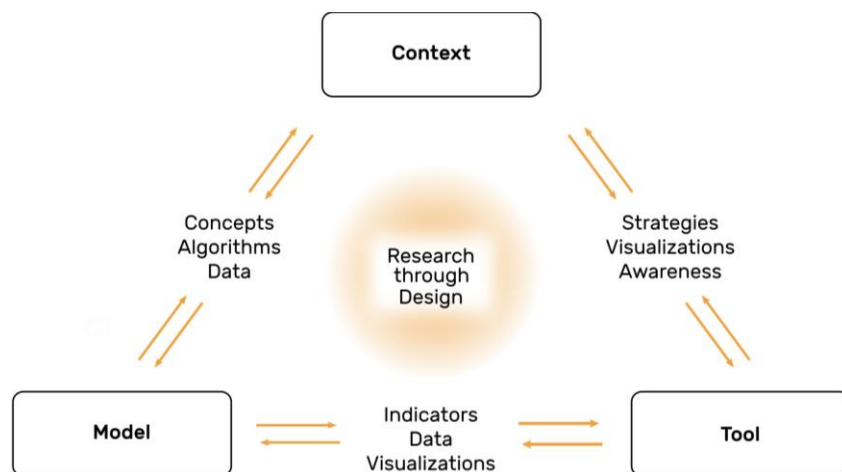 Context
Concepts
Algorithms
Data
Strategies
Visualizations
Awareness
Research
through
Design
Model
Indicators
Data
Visualizations
Tool